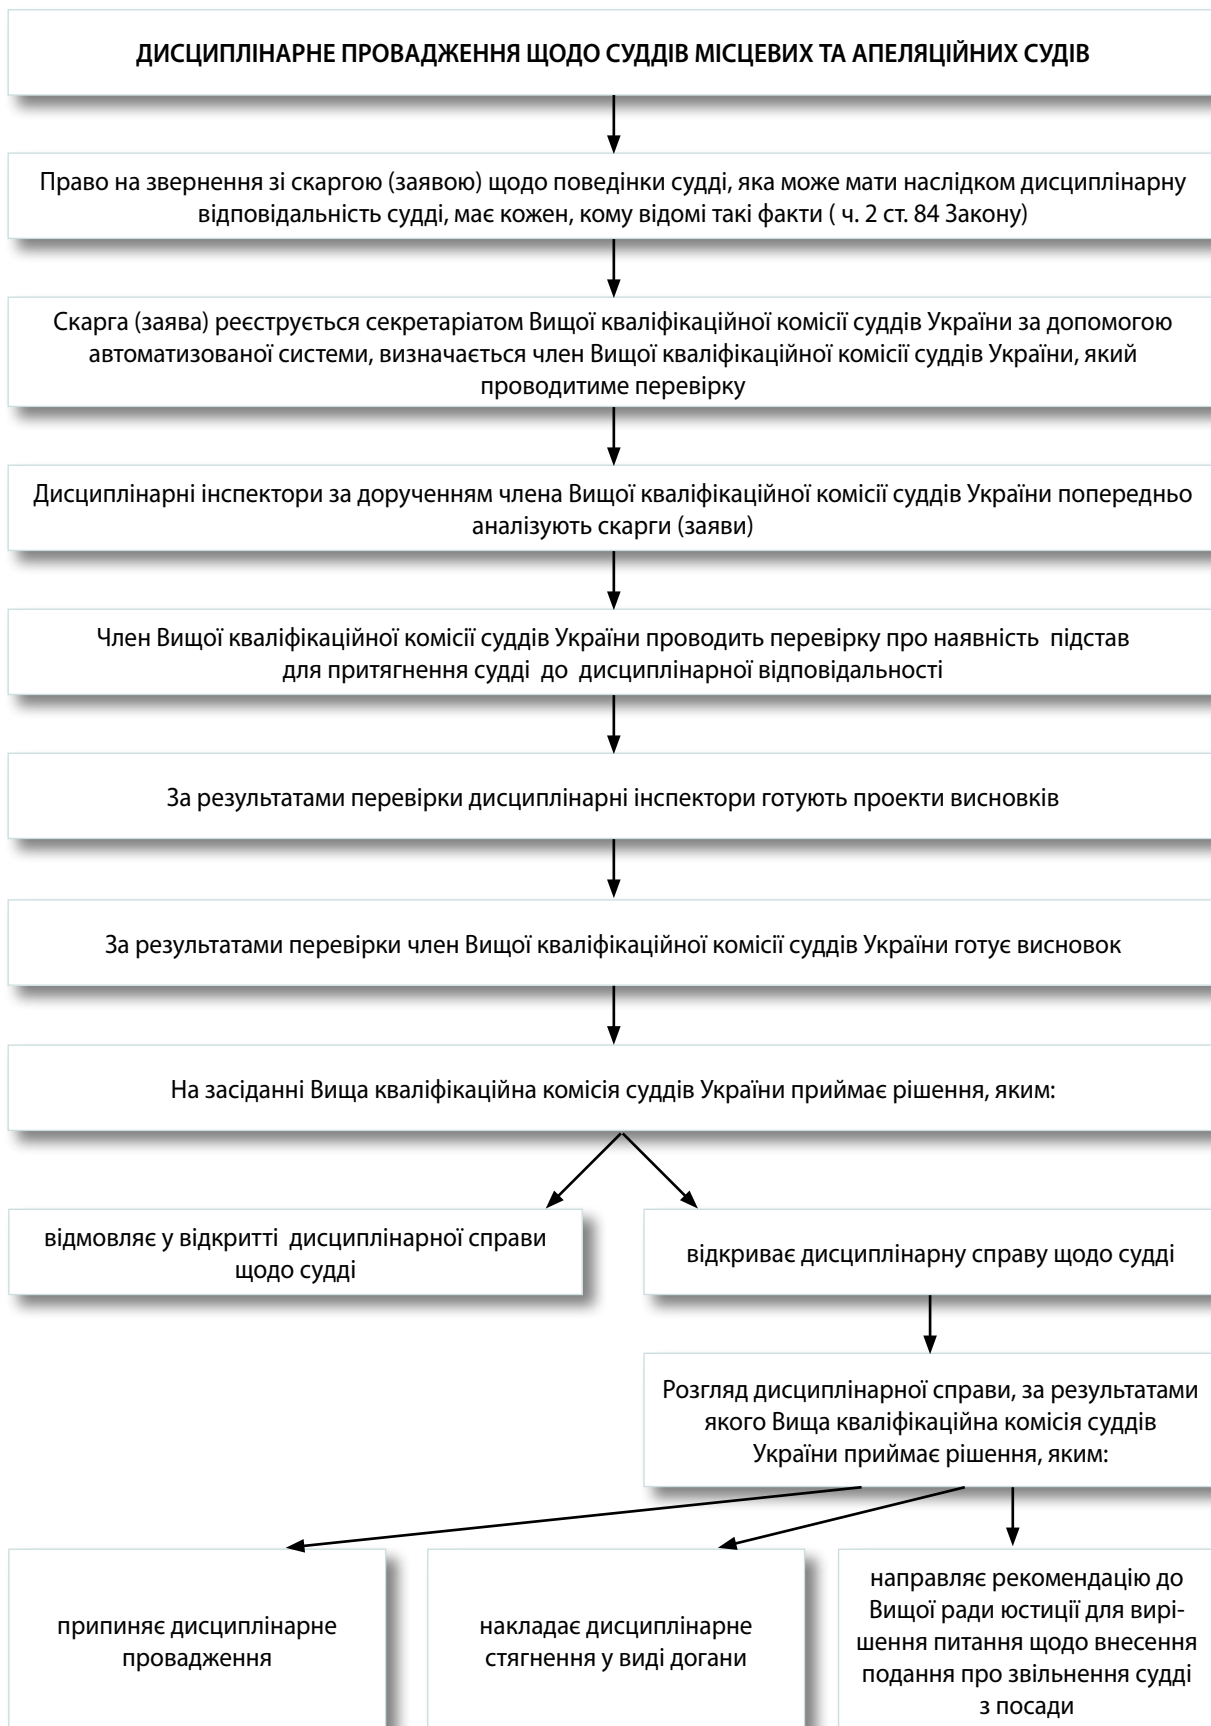 ДИСЦИПЛІНАРНЕ ПРОВАДЖЕННЯ ЩОДО СУДДІВ МІСЦЕВИХ ТА АПЕЛЯЦІЙНИХ СУДІВ
Право на звернення зі скаргою (заявою) щодо поведінки судді, яка може мати наслідком дисциплінарну
відповідальність судді, має кожен, кому відомі такі факти ( ч. 2 ст. 84 Закону)
Скарга (заява) реєструється секретаріатом Вищої кваліфікаційної комісії суддів України за допомогою
автоматизованої системи, визначається член Вищої кваліфікаційної комісії суддів України, який
проводитиме перевірку
Дисциплінарні інспектори за дорученням члена Вищої кваліфікаційної комісії суддів України попередньо
аналізують скарги (заяви)
Член Вищої кваліфікаційної комісії суддів України проводить перевірку про наявність підстав
для притягнення судді до дисциплінарної відповідальності
За результатами перевірки дисциплінарні інспектори готують проекти висновків
За результатами перевірки член Вищої кваліфікаційної комісії суддів України готує висновок
На засіданні Вища кваліфікаційна комісія суддів України приймає рішення, яким:
відмовляє у відкритті дисциплінарної справи
щодо судді
відкриває дисциплінарну справу щодо судді
Розгляд дисциплінарної справи, за результатами
якого Вища кваліфікаційна комісія суддів
України приймає рішення, яким:
припиняє дисциплінарне
провадження
накладає дисциплінарне
стягнення у виді догани
направляє рекомендацію до
Вищої ради юстиції для вирі-
шення питання щодо внесення
подання про звільнення судді
з посади